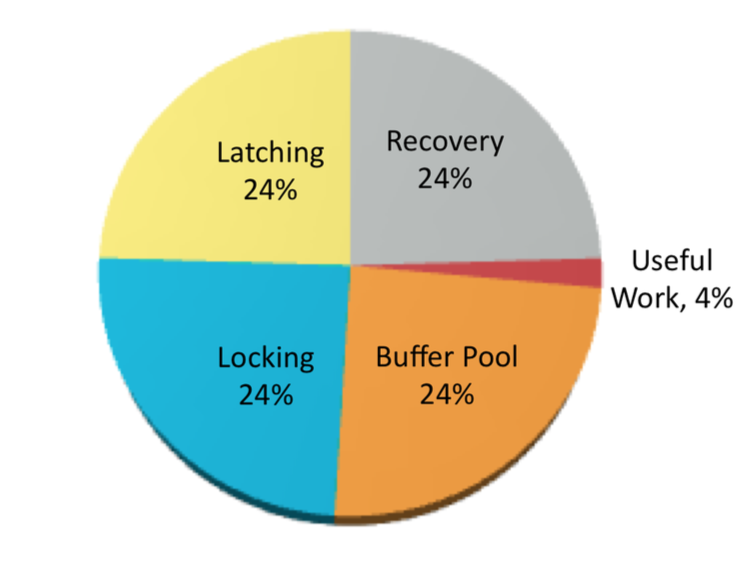 Latching
24%
Recovery
24%
Useful
Work, 4%
Locking
24%
Buffer Pool
24%